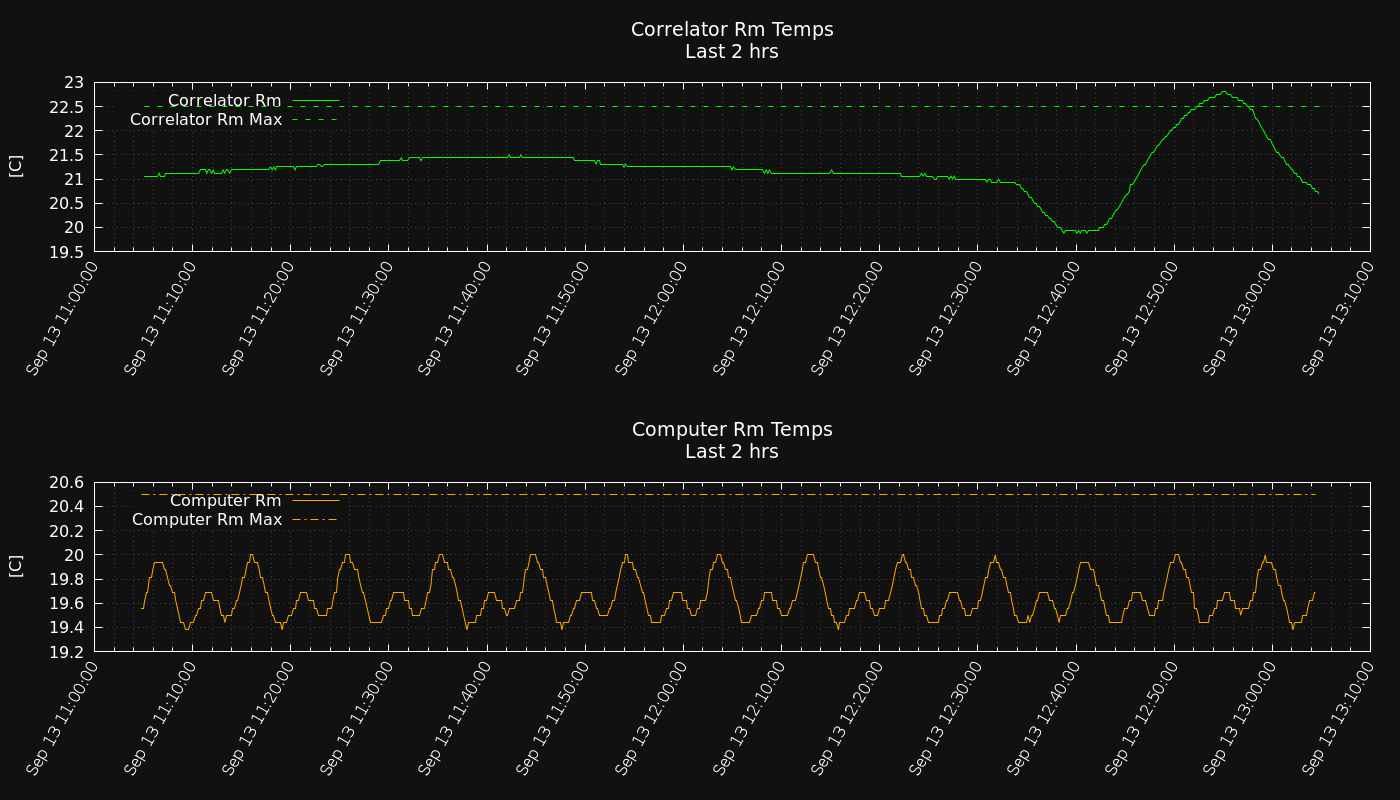 Correlator Rm Temps
Last 2 hrs
23
22.5
22
21.5
21
20.5
20
19.5
[C]
Correlator Rm
Correlator Rm Max
Sep 13 11:00:00
Sep 13 11:10:00
Sep 13 11:20:00
Sep 13 11:30:00
Sep 13 11:40:00
Sep 13 11:50:00
Sep 13 12:00:00
Sep 13 12:10:00
Sep 13 12:20:00
Sep 13 12:30:00
Sep 13 12:40:00
Sep 13 12:50:00
Sep 13 13:00:00
Sep 13 13:10:00
Computer Rm Temps
Last 2 hrs
20.6
20.4
20.2
20
19.8
19.6
19.4
19.2
[C]
Computer Rm
Computer Rm Max
Sep 13 11:00:00
Sep 13 11:10:00
Sep 13 11:20:00
Sep 13 11:30:00
Sep 13 11:40:00
Sep 13 11:50:00
Sep 13 12:00:00
Sep 13 12:10:00
Sep 13 12:20:00
Sep 13 12:30:00
Sep 13 12:40:00
Sep 13 12:50:00
Sep 13 13:00:00
Sep 13 13:10:00